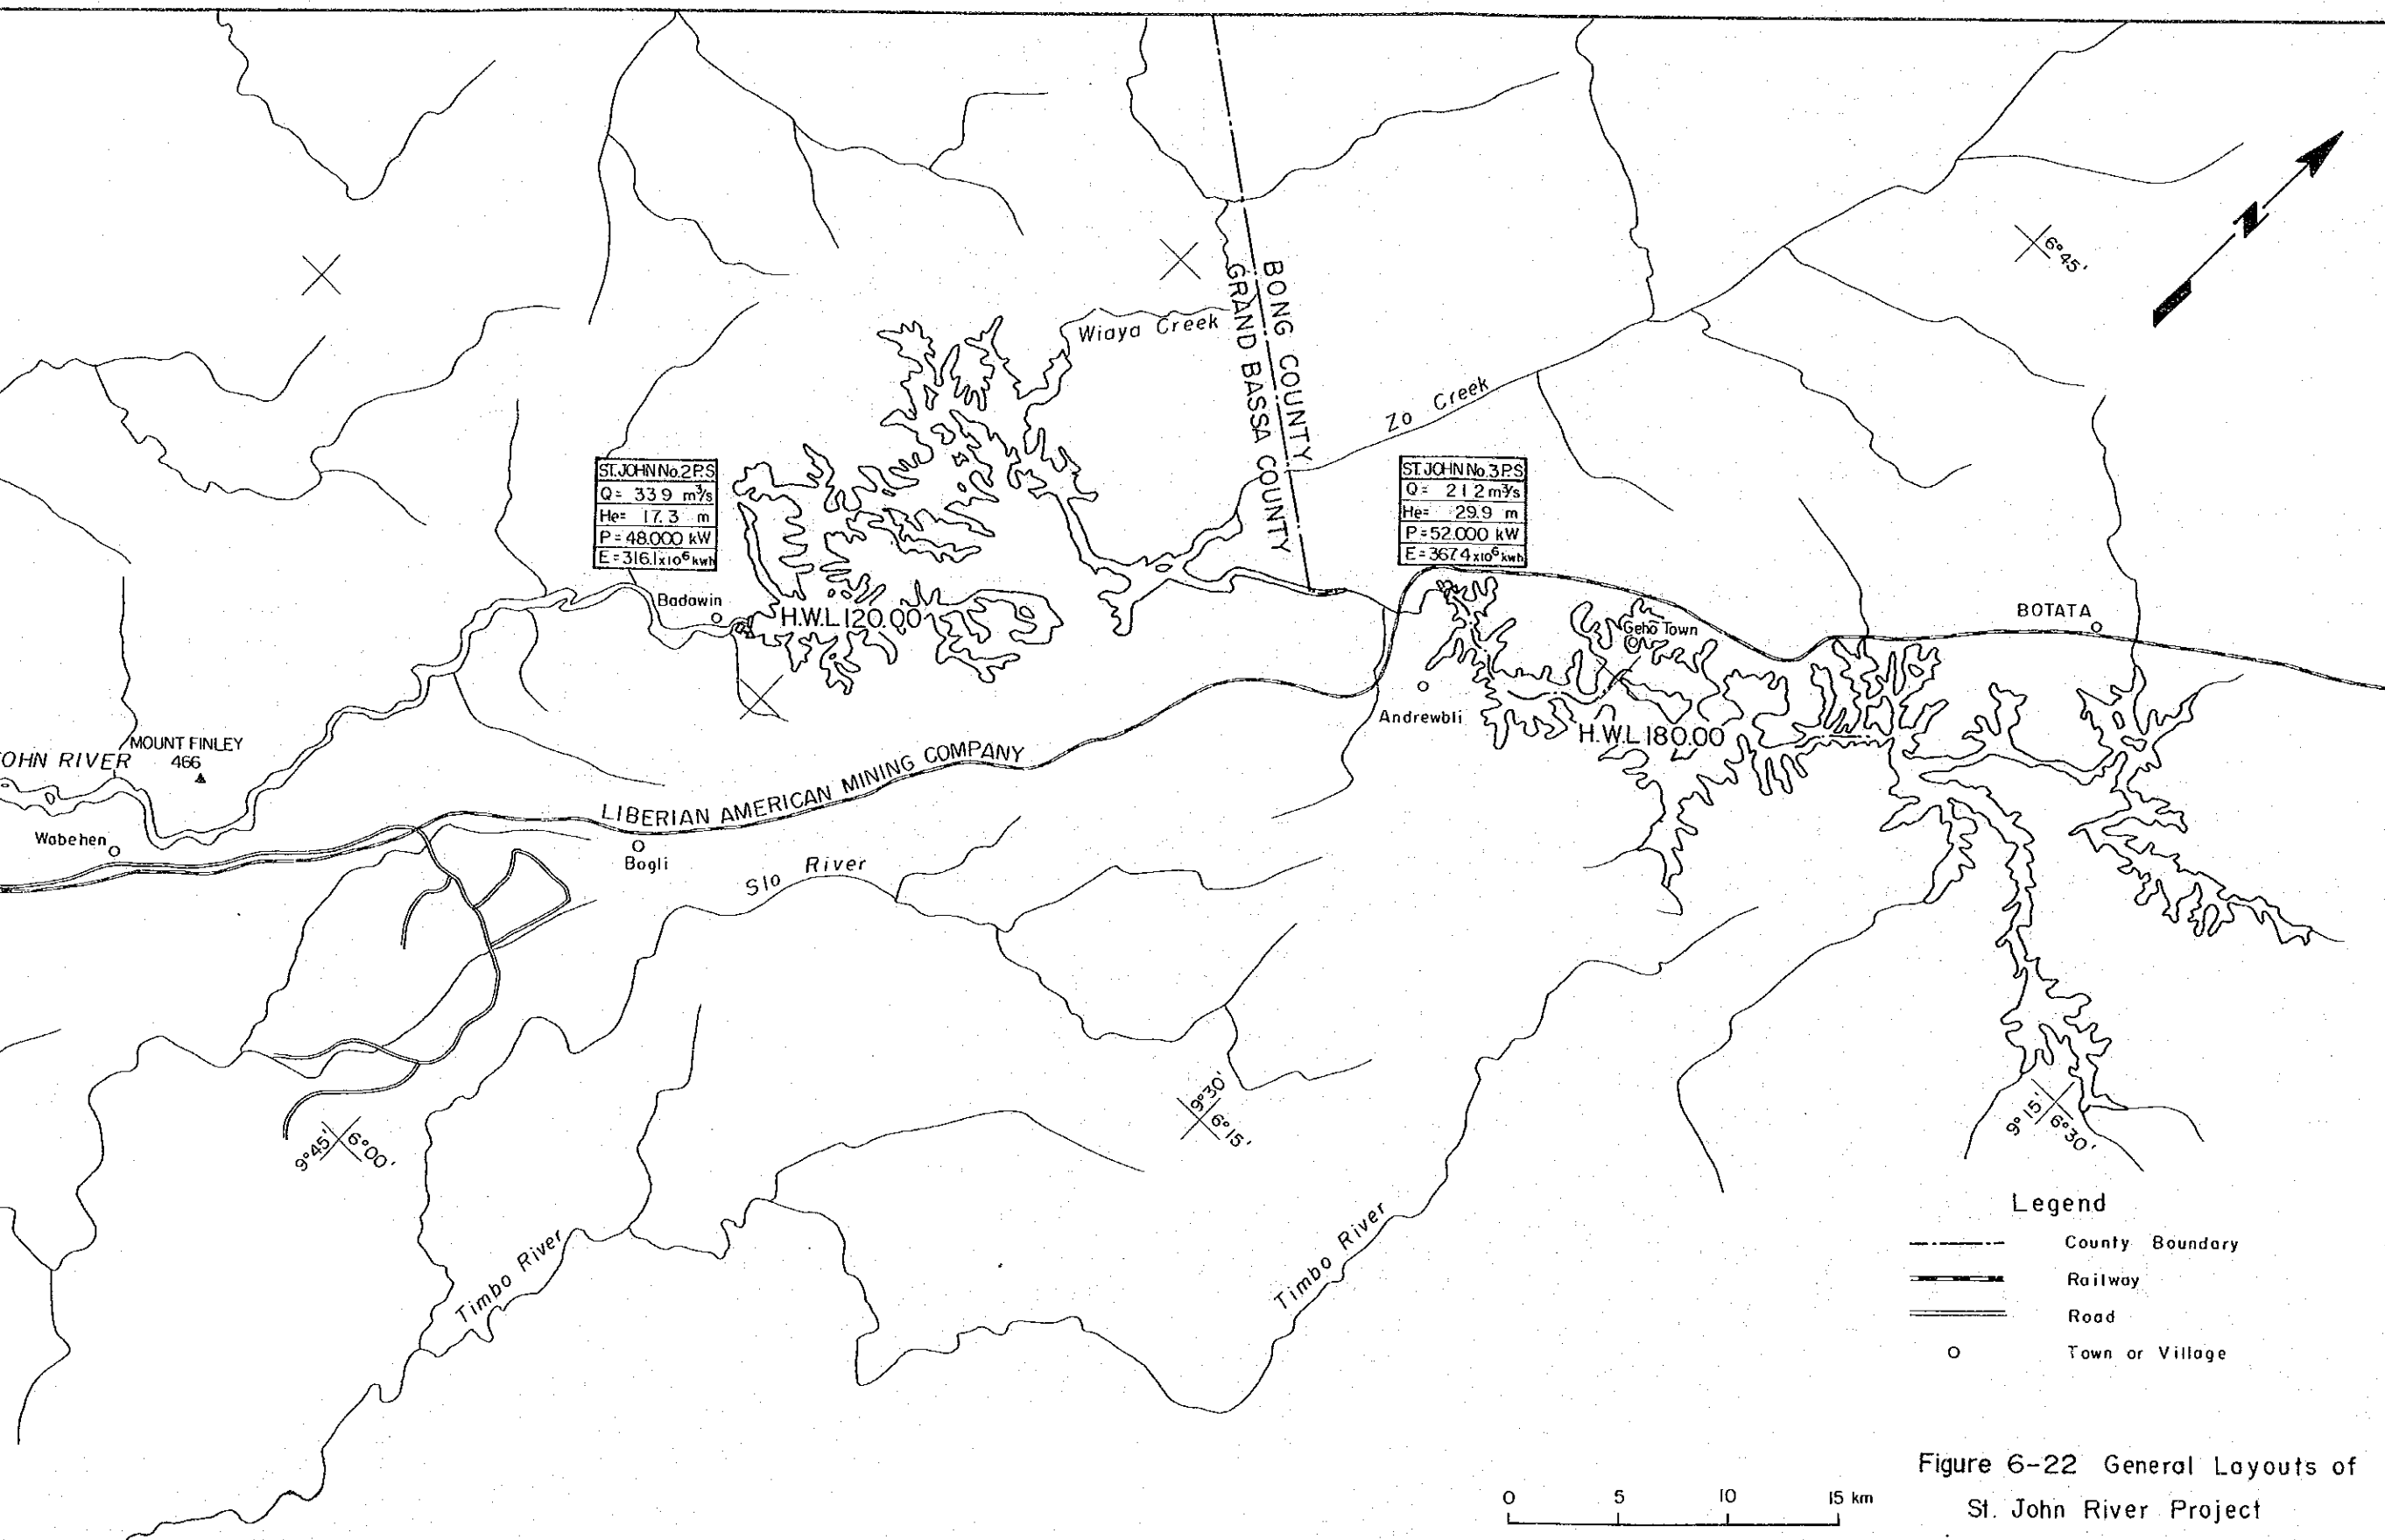 N
6°45'
Wiaya Creek
BONG COUNTY
GRAND BASSA COUNTY
Zo Creek
ST. JOHN No.2 P.S
Q= 339 m³/s
He= 17.3 m
P=48.000 kW
E=316.1x10⁶ kwh
ST. JOHN No.3 P.S
Q= 212 m³/s
He= 29.9 m
P=52.000 kW
E=367.4x10⁶ kwh
Badowin
H.W.L 120.00
Geho Town
BOTATA
Andrewbli
H.W.L 180.00
MOUNT FINLEY
466
OHN RIVER
LIBERIAN AMERICAN MINING COMPANY
Wabehen
Bogli
Slo River
9°45'
6°00'
9°30'
6°15'
9°15'
6°30'
Timbo River
Timbo River
Legend
County Boundary
Railway
Road
Town or Village
0 5 10 15 km
Figure 6-22 General Layouts of
St. John River Project